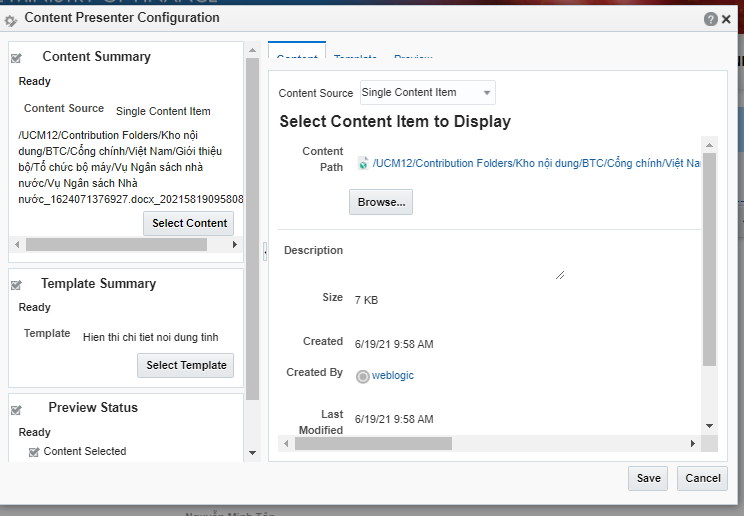 MINISTRY OF FINANCE
Content Presenter Configuration
Content Summary
Ready
Content Source Single Content Item
/UCM12/Contribution Folders/Kho nội
dung/BTC/Cổng chính/Việt Nam/Giới thiệu
bộ/Tổ chức bộ máy/Vụ Ngân sách nhà
nước/Vụ Ngân sách Nhà
nước_1624071376927.docx_20215819095808
Select Content
Template Summary
Ready
Template Hien thi chi tiet noi dung tinh
Select Template
Preview Status
Ready
Content Selected
Content Template Preview
Content Source Single Content Item
Select Content Item to Display
Content
Path
/UCM12/Contribution Folders/Kho nội dung/BTC/Cổng chính/Việt Na
Browse...
Description
Size 7 KB
Created 6/19/21 9:58 AM
Created By weblogic
Last
Modified
6/19/21 9:58 AM
Save Cancel